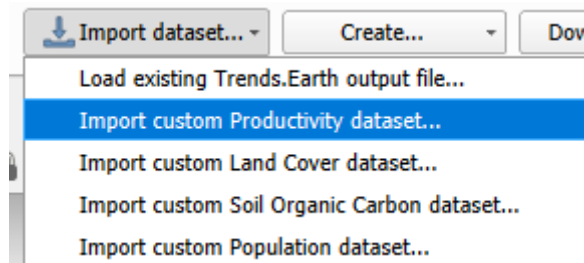 Import dataset... Create...
Load existing Trends.Earth output file...
Import custom Productivity dataset...
Import custom Land Cover dataset...
Import custom Soil Organic Carbon dataset...
Import custom Population dataset...